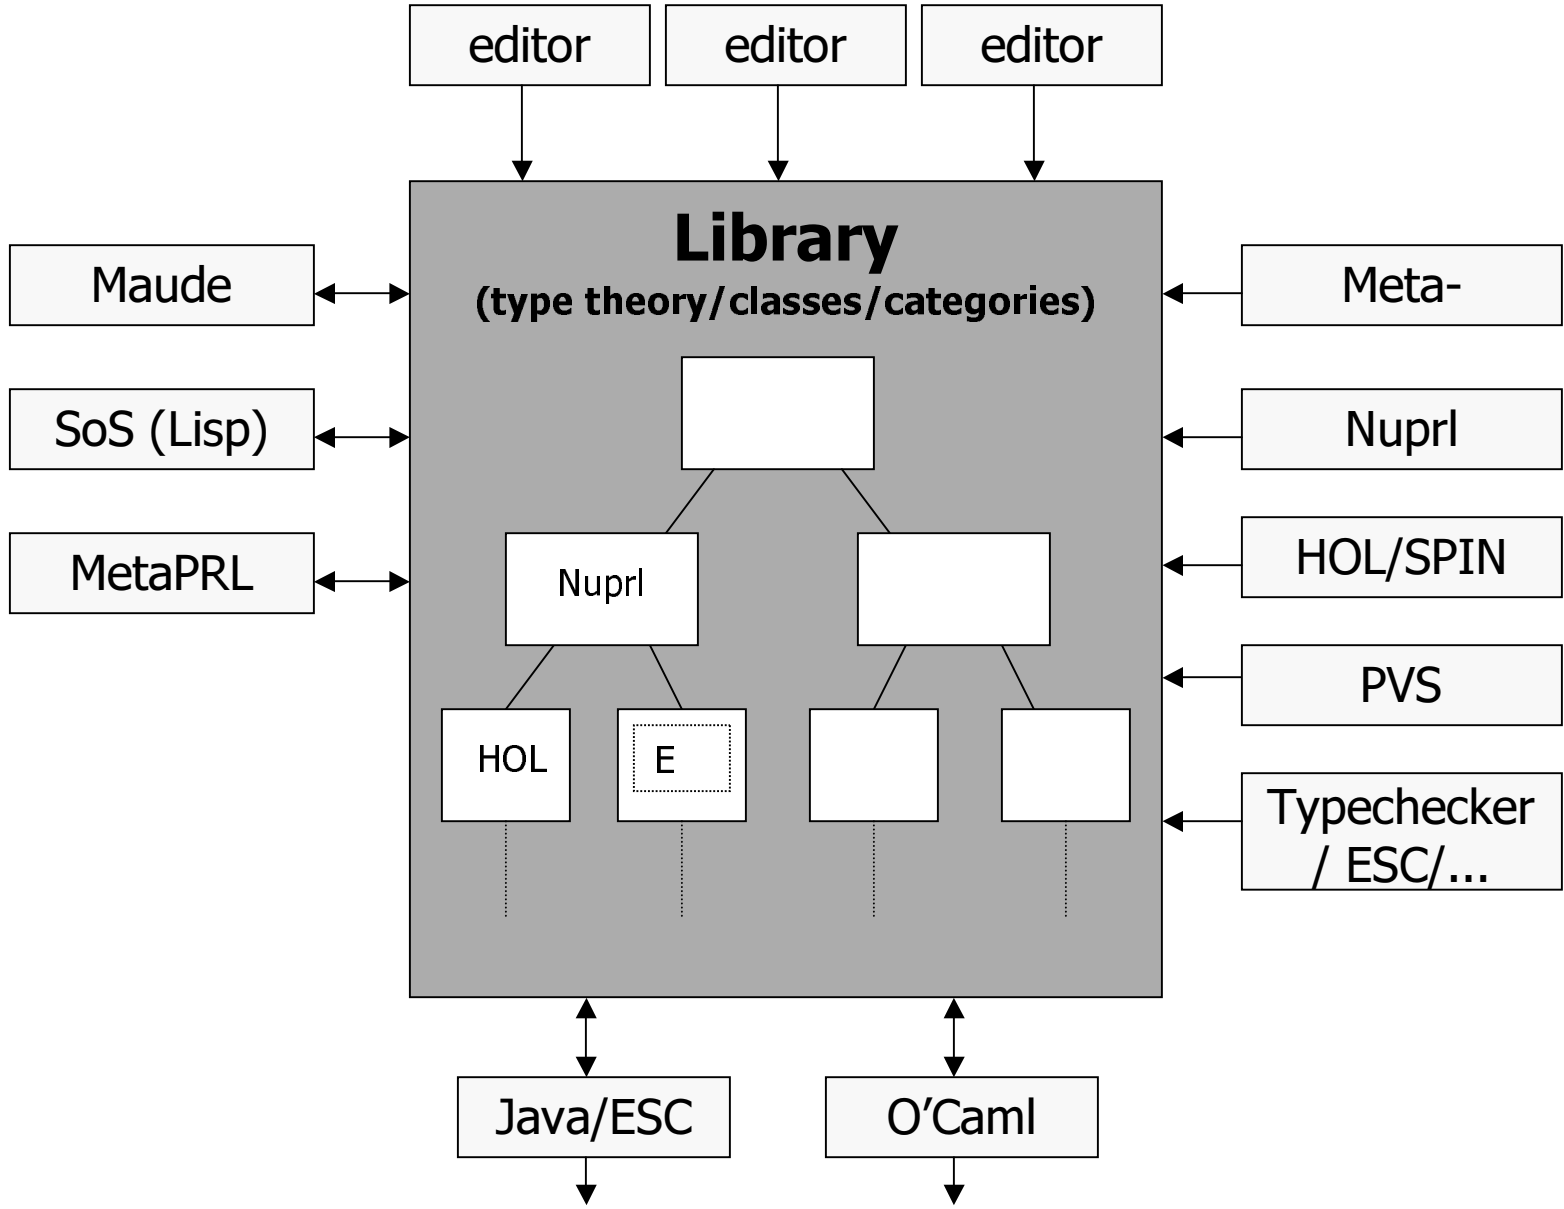 editor
editor
editor
Library
(type theory/classes/categories)
Maude
SoS (Lisp)
MetaPRL
Nuprl
HOL
E
Meta-
Nuprl
HOL/SPIN
PVS
Typechecker
/ ESC/...
Java/ESC
O’Caml